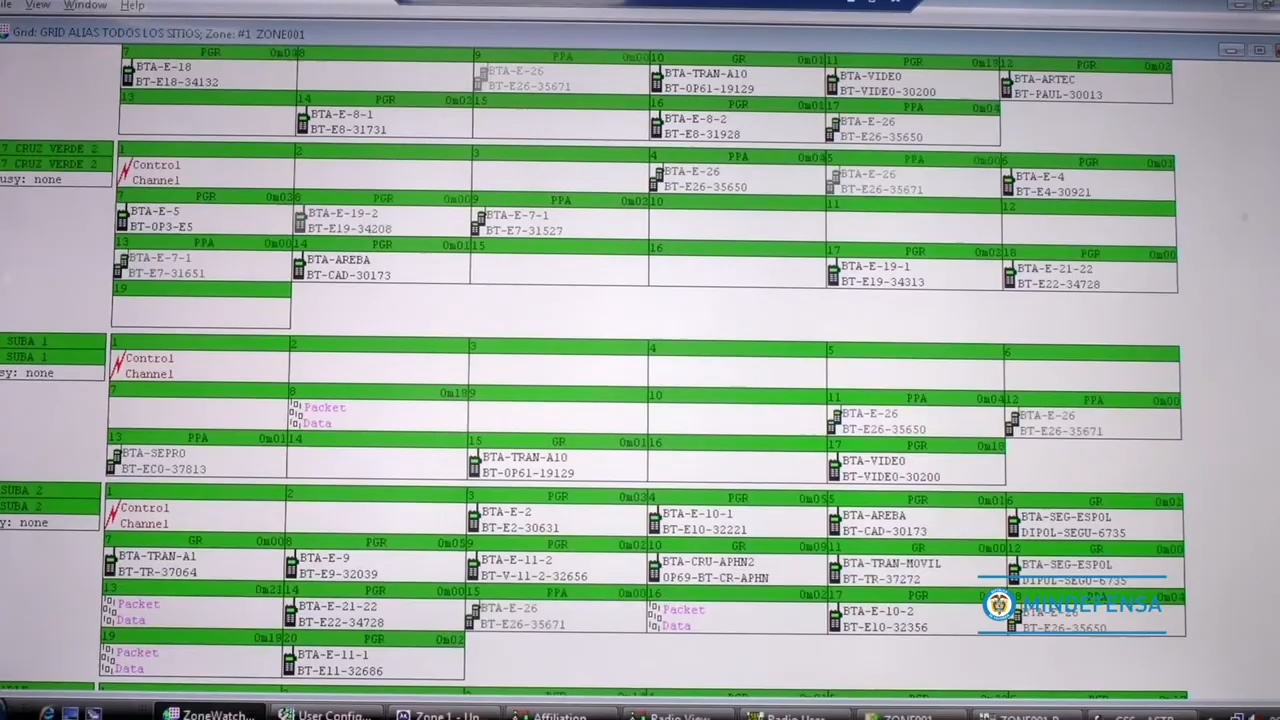 ile View Window Help
Grid: GRID ALIAS TODOS LOS SITIOS; Zone: #1 ZONE001
7 PGR 0m03 8 9 PPA 0m00 10 GR 0m01 11 PGR 0m18 12 PGR 0m02
BTA-E-18 BTA-E-26 BTA-TRAN-A10 BTA-VIDEO BTA-ARTEC
BT-E18-34132 BT-E26-35671 BT-OP61-19129 BT-VIDEO-30200 BT-PAUL-30013
13 14 PGR 0m02 15 16 PGR 0m01 17 PPA 0m04
BTA-E-8-1 BTA-E-8-2 BTA-E-26
BT-E8-31731 BT-E8-31928 BT-E26-35650
7 CRUZ VERDE 2 1 2 3 4 PPA 0m04 5 PPA 0m00 6 PGR 0m01
7 CRUZ VERDE 2 Control BTA-E-26 BTA-E-26 BTA-E-4
usy: none Channel BT-E26-35650 BT-E26-35671 BT-E4-30921
7 PGR 0m03 8 PGR 0m00 9 PPA 0m02 10 11 12
BTA-E-5 BTA-E-19-2 BTA-E-7-1
BT-OP3-E5 BT-E19-34208 BT-E7-31527
13 PPA 0m00 14 PGR 0m01 15 16 17 PGR 0m02 18 PGR 0m00
BTA-E-7-1 BTA-AREBA BTA-E-19-1 BTA-E-21-22
BT-E7-31651 BT-CAD-30173 BT-E19-34313 BT-E22-34728
19
SUBA 1 1 2 3 4 5 6
SUBA 1 Control
sy: none Channel
7 8 0m18 9 10 11 PPA 0m04 12 PPA 0m00
Packet BTA-E-26 BTA-E-26
Data BT-E26-35650 BT-E26-35671
13 PPA 0m01 14 15 GR 0m01 16 17 PGR 0m18
BTA-SEPRO BTA-TRAN-A10 BTA-VIDEO
BT-ECO-37813 BT-OP61-19129 BT-VIDEO-30200
SUBA 2 1 2 3 PGR 0m03 4 PGR 0m05 5 PGR 0m01 6 GR 0m02
SUBA 2 Control BTA-E-2 BTA-E-10-1 BTA-AREBA BTA-SEG-ESPOL
y: none Channel BT-E2-30631 BT-E10-32221 BT-CAD-30173 DIPOL-SEGU-6735
7 GR 0m00 8 PGR 0m05 9 PGR 0m02 10 GR 0m09 11 GR 0m00 12 GR 0m00
BTA-TRAN-A1 BTA-E-9 BTA-E-11-2 BTA-CRU-APHN2 BTA-TRAN-MOVIL BTA-SEG-ESPOL
BT-TR-37064 BT-E9-32039 BT-V-11-2-32656 OP69-BT-CR-APHN BT-TR-37272 DIPOL-SEGU-6735
13 0m21 14 PGR 0m00 15 PPA 0m00 16 0m02 17 PGR 0m01 PPA 0m04
Packet BTA-E-21-22 BTA-E-26 Packet BTA-E-10-2
Data BT-E22-34728 BT-E26-35671 Data BT-E10-32356 BT-E26-35650
MINDEFENSA
19 0m18 20 PGR 0m02
Packet BTA-E-11-1
Data BT-E11-32686
ZoneWatch... User Config... Zone 1 - Un Affiliation Radio View Radio User ZONE001